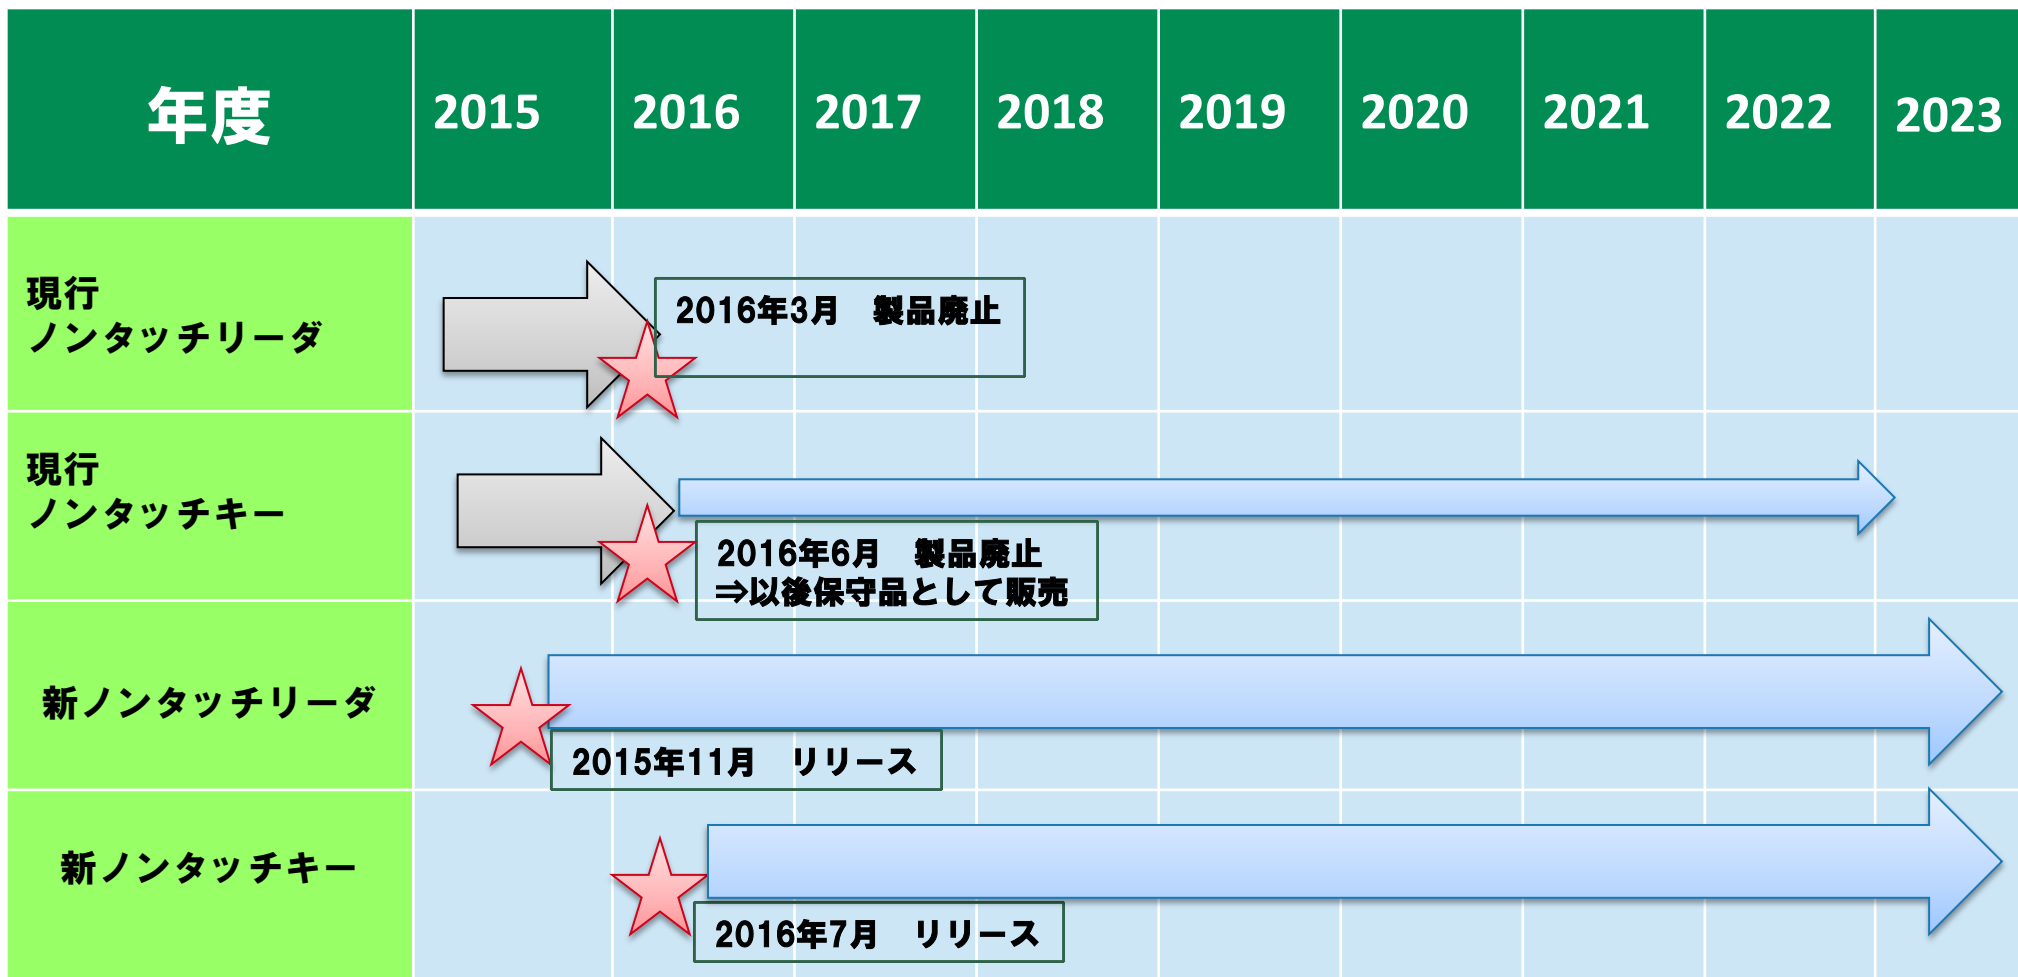 年度 2015 2016 2017 2018 2019 2020 2021 2022 2023
現行
ノンタッチリーダ
2016年3月　製品廃止
現行
ノンタッチキー
2016年6月　製品廃止
⇒以後保守品として販売
新ノンタッチリーダ
2015年11月　リリース
新ノンタッチキー
2016年7月　リリース